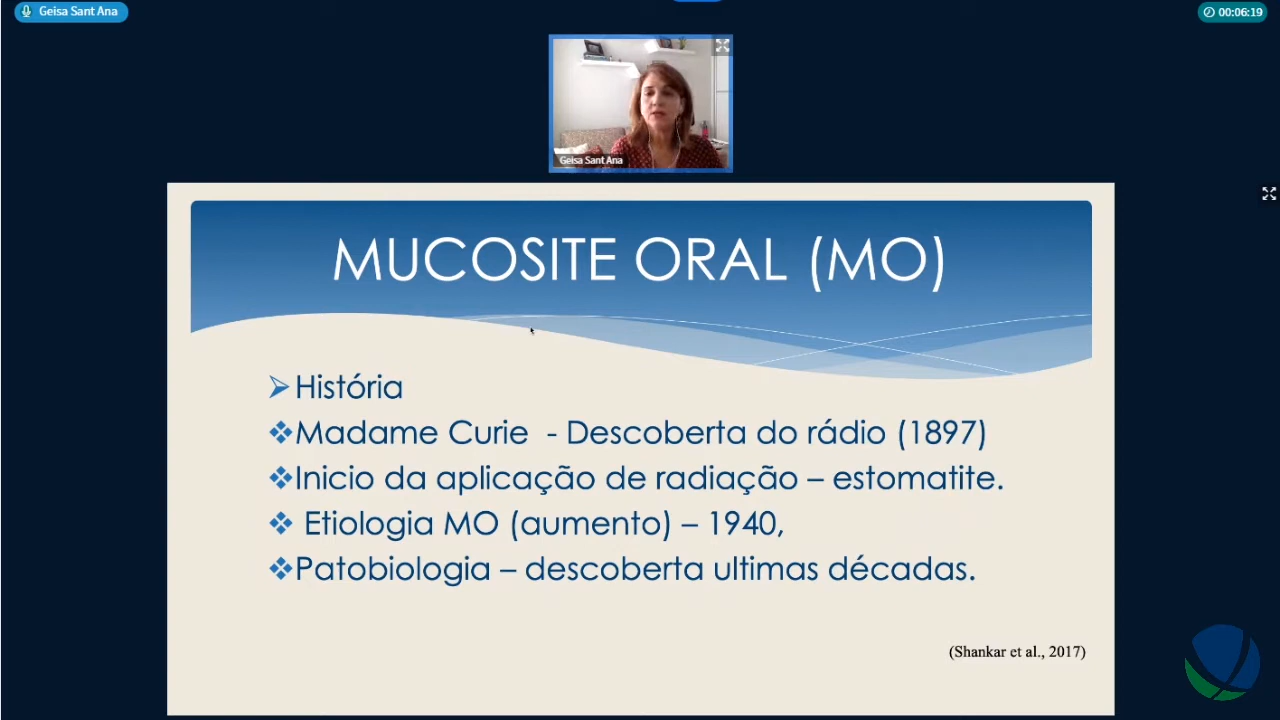 Geisa Sant Ana
00:06:19
Geisa Sant Ana
MUCOSITE ORAL (MO)
História
Madame Curie - Descoberta do rádio (1897)
Inicio da aplicação de radiação – estomatite.
Etiologia MO (aumento) – 1940,
Patobiologia – descoberta ultimas décadas.
(Shankar et al., 2017)